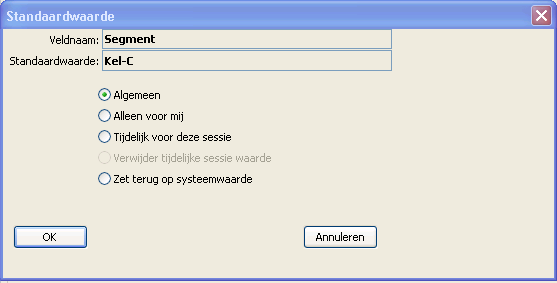 Standaardwaarde
Veldnaam: Segment
Standaardwaarde: Kel-C
Algemeen
Alleen voor mij
Tijdelijk voor deze sessie
Verwijder tijdelijke sessie waarde
Zet terug op systeemwaarde
OK Annuleren